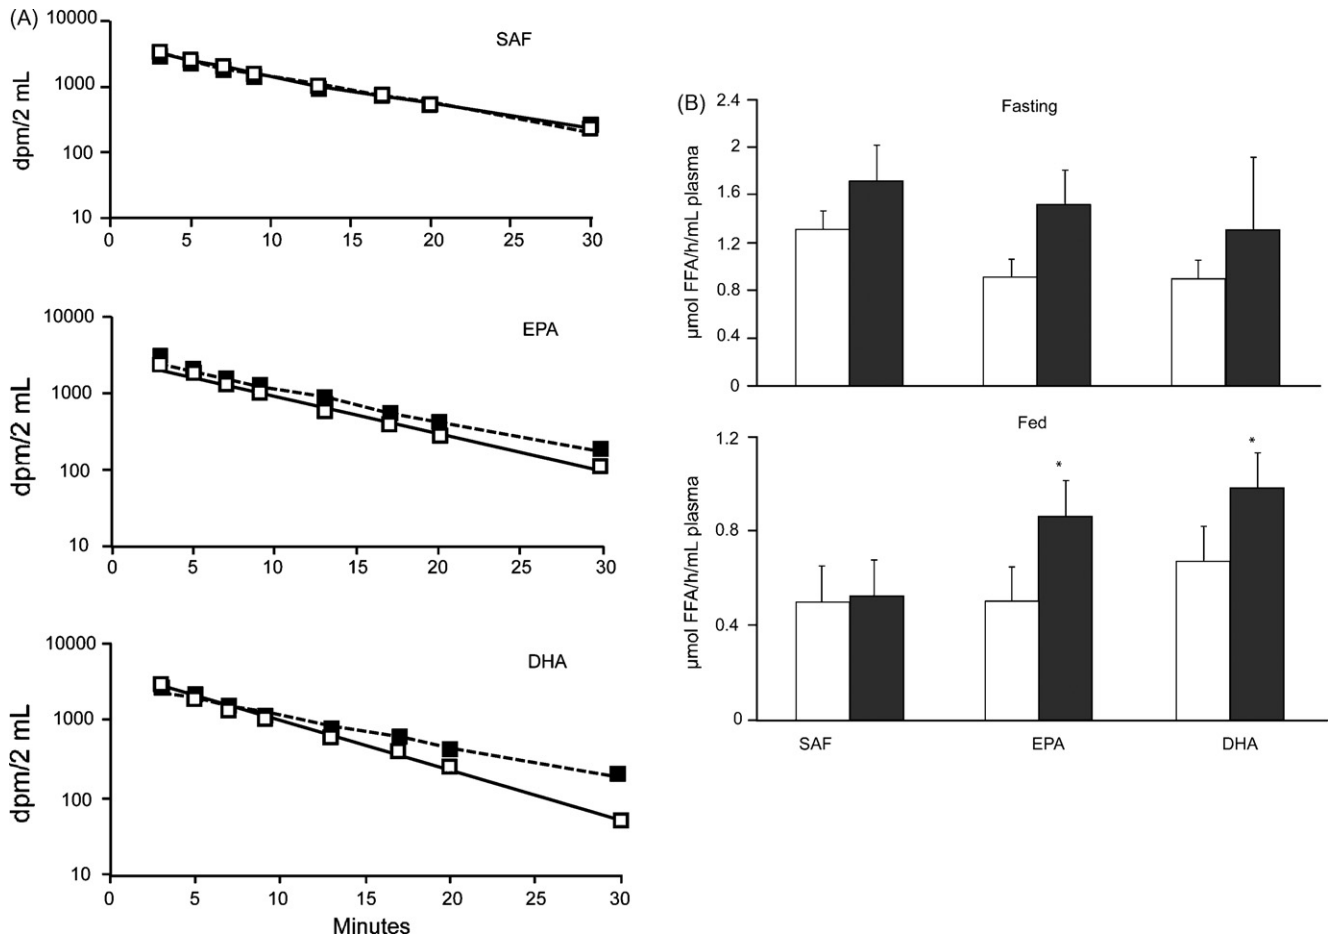 (A)
SAF
dpm/2 mL
10000
1000
100
10
0 5 10 15 20 25 30
EPA
dpm/2 mL
10000
1000
100
10
0 5 10 15 20 25 30
DHA
dpm/2 mL
10000
1000
100
10
0 5 10 15 20 25 30
Minutes
(B)
Fasting
µmol FFA/h/mL plasma
2.4
2
1.6
1.2
0.8
0.4
0
Fed
µmol FFA/h/mL plasma
1.2
0.8
0.4
0
* *
SAF EPA DHA